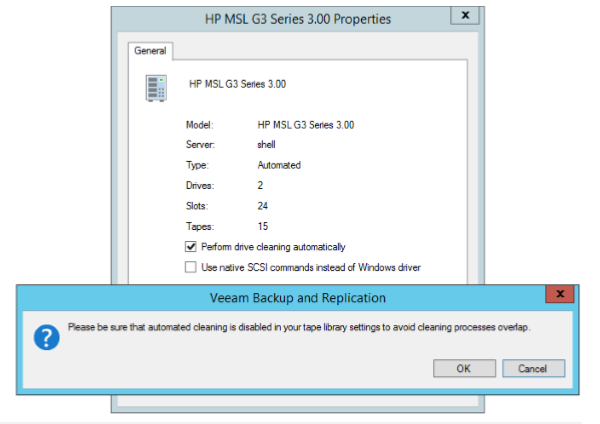 HP MSL G3 Series 3.00 Properties
x
General
HP MSL G3 Series 3.00
Model: HP MSL G3 Series 3.00
Server: shell
Type: Automated
Drives: 2
Slots: 24
Tapes: 15
Perform drive cleaning automatically
Use native SCSI commands instead of Windows driver
Veeam Backup and Replication
x
Please be sure that automated cleaning is disabled in your tape library settings to avoid cleaning processes overlap.
OK Cancel